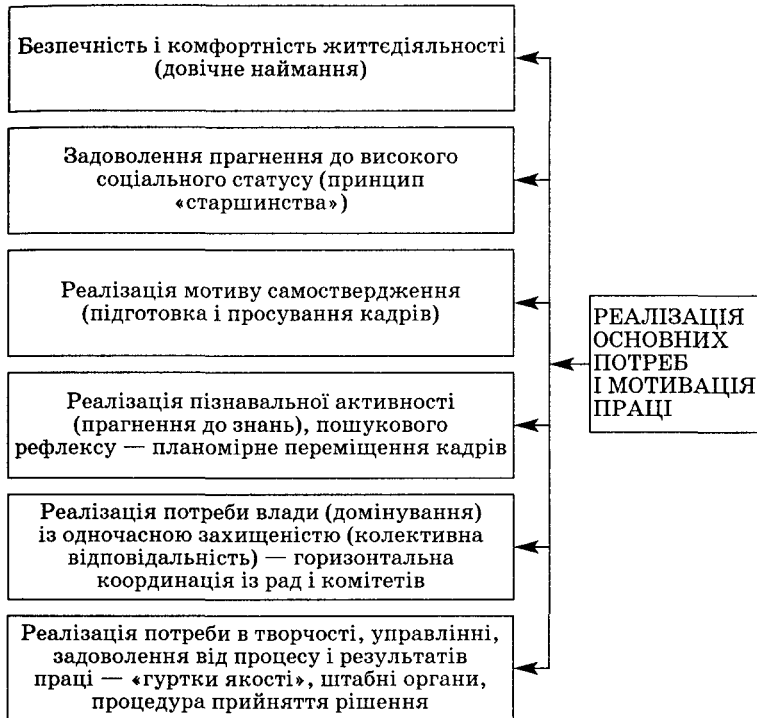 Безпечність і комфортність життєдіяльності
(довічне наймання)
Задоволення прагнення до високого
соціального статусу (принцип
«старшинства»)
Реалізація мотиву самоствердження
(підготовка і просування кадрів)
Реалізація пізнавальної активності
(прагнення до знань), пошукового
рефлексу — планомірне переміщення кадрів
Реалізація потреби влади (домінування)
із одночасною захищеністю (колективна
відповідальність) — горизонтальна
координація із рад і комітетів
Реалізація потреби в творчості, управлінні,
задоволення від процесу і результатів
праці — «гуртки якості», штабні органи,
процедура прийняття рішення
РЕАЛІЗАЦІЯ
ОСНОВНИХ
ПОТРЕБ
І МОТИВАЦІЯ
ПРАЦІ